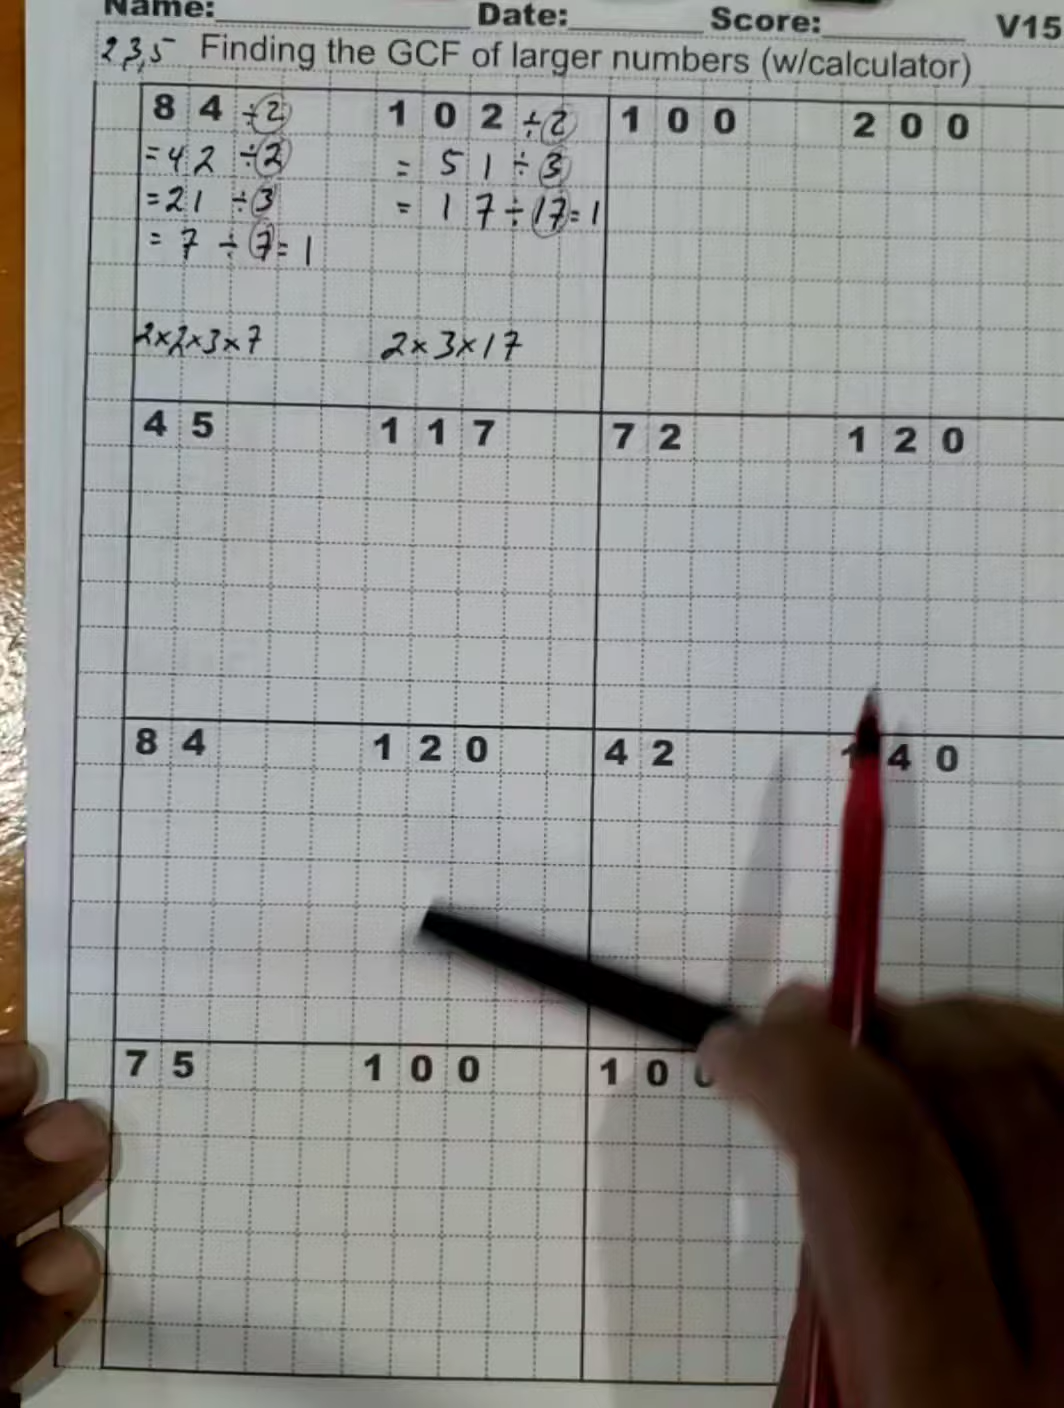 Name: Date: Score: V15
2,3,5 Finding the GCF of larger numbers (w/calculator)
84 ÷2 102 ÷2 100 200
=42 ÷2 = 51 ÷3
=21 ÷3 = 17÷17=1
= 7 ÷ 7=1
2×2×3×7 2×3×17
45 117 72 120
84 120 42 140
75 100 100